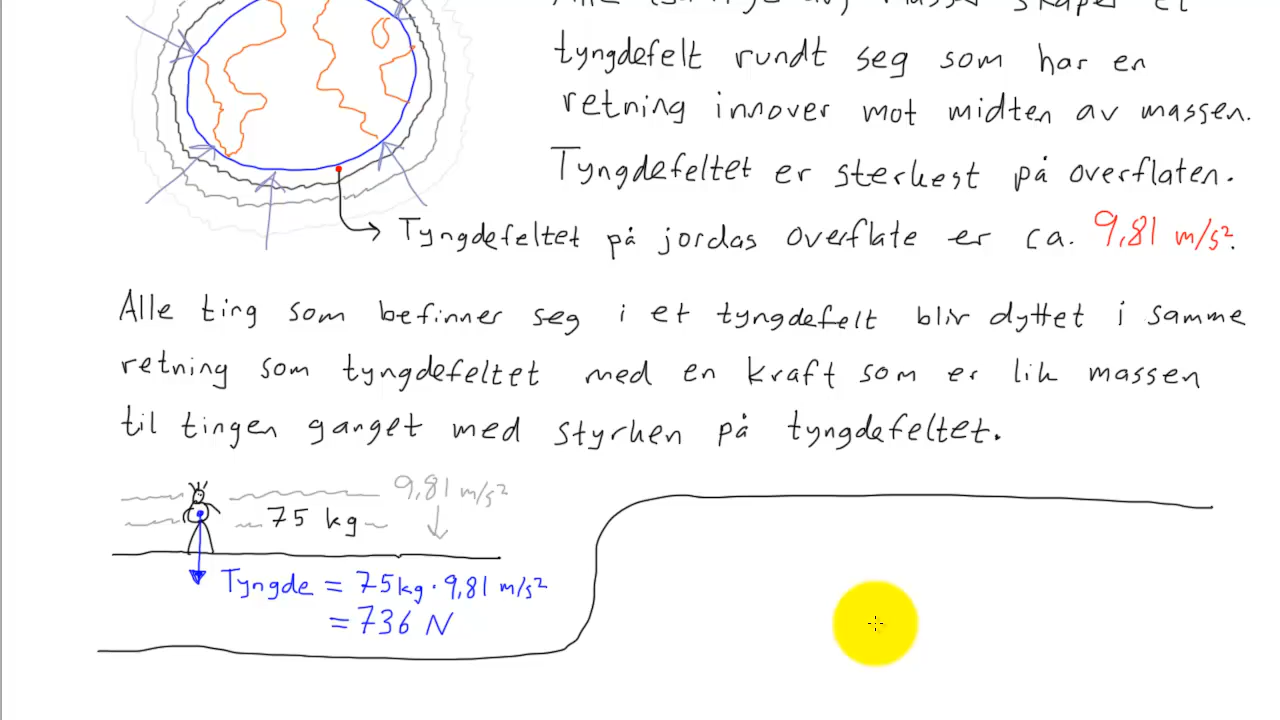 tyngdefelt rundt seg som har en
retning innover mot midten av massen.
Tyngdefeltet er sterkest på overflaten.
Tyngdefeltet på jordas overflate er ca. 9,81 m/s².
Alle ting som befinner seg i et tyngdefelt blir dyttet i samme
retning som tyngdefeltet med en kraft som er lik massen
til tingen ganget med styrken på tyngdefeltet.
9,81 m/s²
75 kg
Tyngde = 75kg · 9,81 m/s²
= 736 N